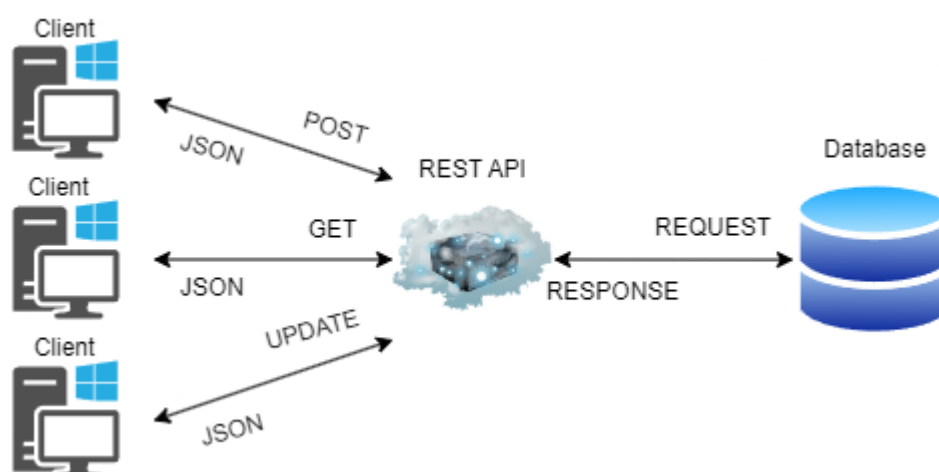 Client
POST
JSON
REST API
Database
Client
GET
REQUEST
JSON
RESPONSE
UPDATE
Client
JSON